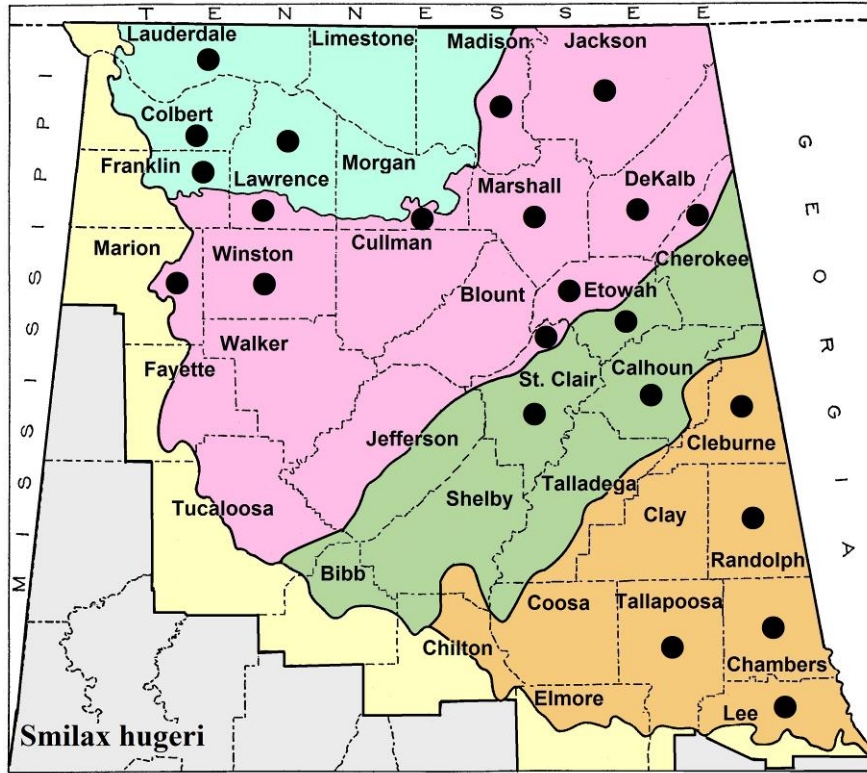 TENNESSEE
MISSISSIPPI
GEORGIA
Lauderdale
Limestone
Madison
Jackson
Colbert
Franklin
Lawrence
Morgan
Marshall
DeKalb
Marion
Winston
Cullman
Cherokee
Blount
Etowah
Walker
Fayette
St. Clair
Calhoun
Jefferson
Cleburne
Tucaloosa
Shelby
Talladega
Clay
Randolph
Bibb
Coosa
Tallapoosa
Chilton
Chambers
Elmore
Lee
Smilax hugeri